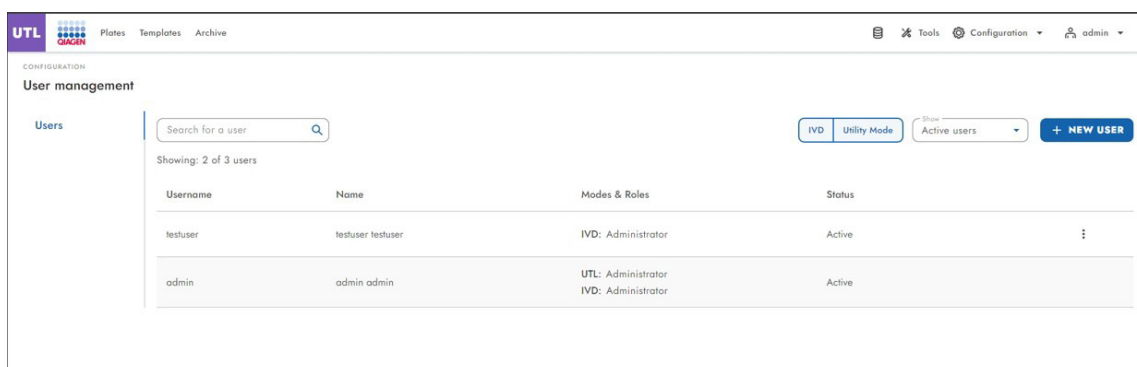 UTL QIAGEN Plates Templates Archive Tools Configuration admin
CONFIGURATION
User management
Users
Search for a user
IVD Utility Mode
Show
Active users
+ NEW USER
Showing: 2 of 3 users
Username Name Modes & Roles Status
testuser testuser testuser IVD: Administrator Active
admin admin admin UTL: Administrator Active
IVD: Administrator